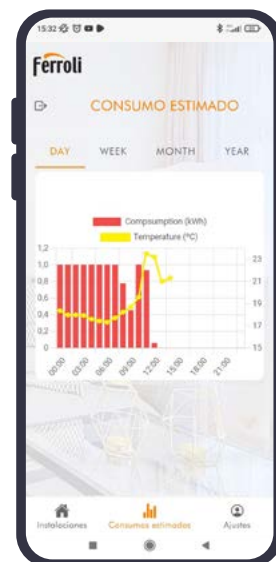 15:32
Ferroli
CONSUMO ESTIMADO
DAY WEEK MONTH YEAR
Compsumption (kWh)
Temperature (ºC)
1,2
1,0
0,8
0,6
0,4
0,2
0
23
21
19
17
15
00:00 03:00 06:00 09:00 12:00 15:00 18:00 21:00
Instalaciones Consumos estimados Ajustes